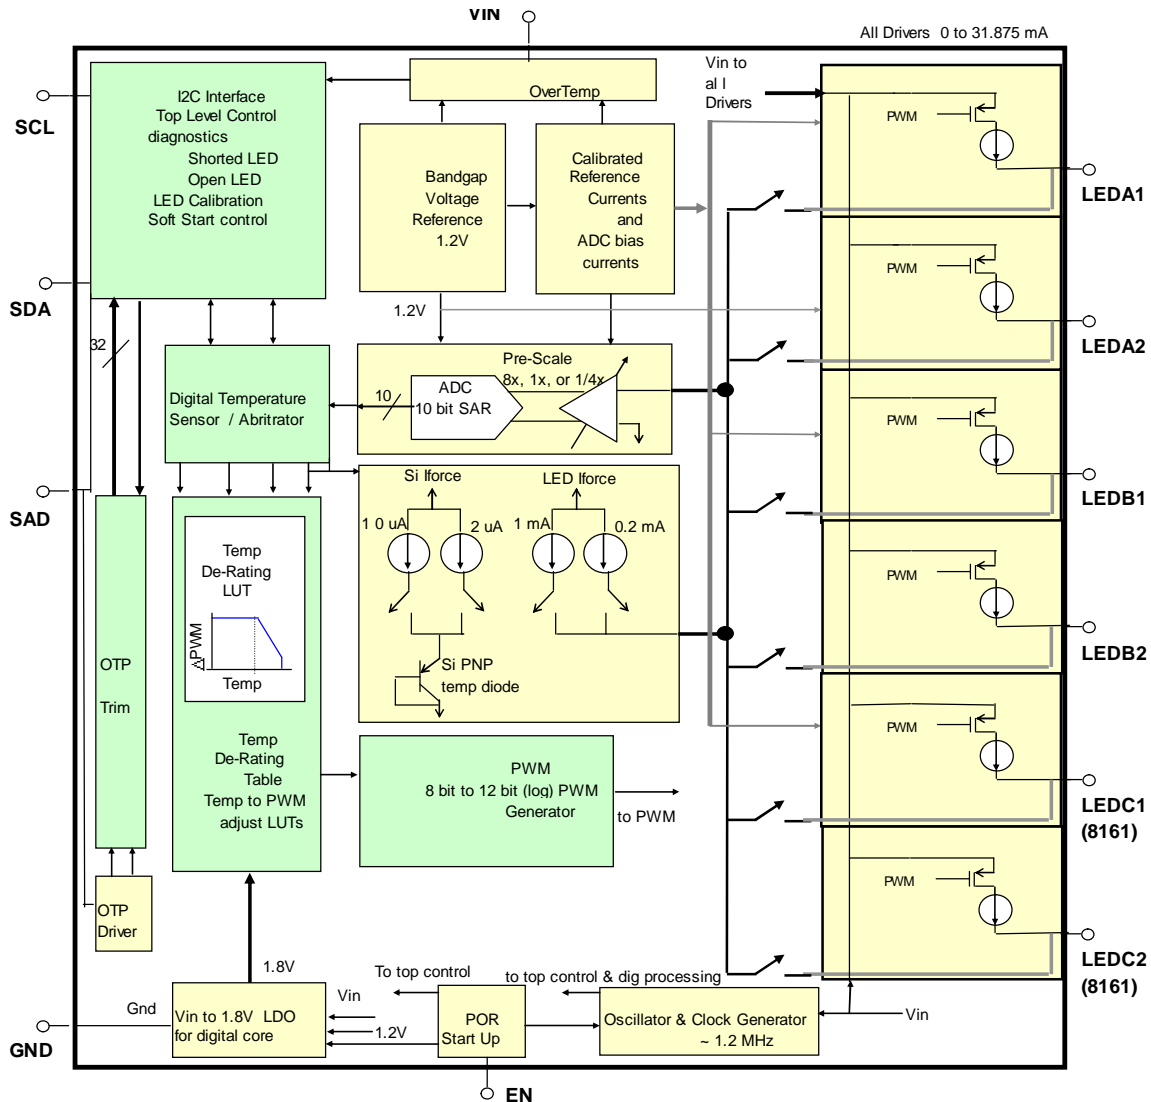 VIN
All Drivers 0 to 31.875 mA
SCL
I2C Interface
Top Level Control
diagnostics
Shorted LED
Open LED
LED Calibration
Soft Start control
OverTemp
Bandgap
Voltage
Reference
1.2V
Calibrated
Reference
Currents
and
ADC bias
currents
Vin to
al l
Drivers
PWM
LEDA1
SDA
32
1.2V
PWM
LEDA2
Digital Temperature
Sensor / Abritrator
10
ADC
10 bit SAR
Pre-Scale
8x, 1x, or 1/4x
PWM
LEDB1
SAD
Si Iforce
LED Iforce
1 0 uA
2 uA
1 mA
0.2 mA
Si PNP
temp diode
PWM
LEDB2
Temp
De-Rating
LUT
△PWM
Temp
OTP
Trim
Temp
De-Rating
Table
Temp to PWM
adjust LUTs
PWM
8 bit to 12 bit (log) PWM
Generator
to PWM
PWM
LEDC1
(8161)
OTP
Driver
PWM
LEDC2
(8161)
1.8V
To top control
to top control & dig processing
Gnd
Vin
Vin to 1.8V LDO
for digital core
1.2V
POR
Start Up
Oscillator & Clock Generator
~ 1.2 MHz
Vin
GND
EN